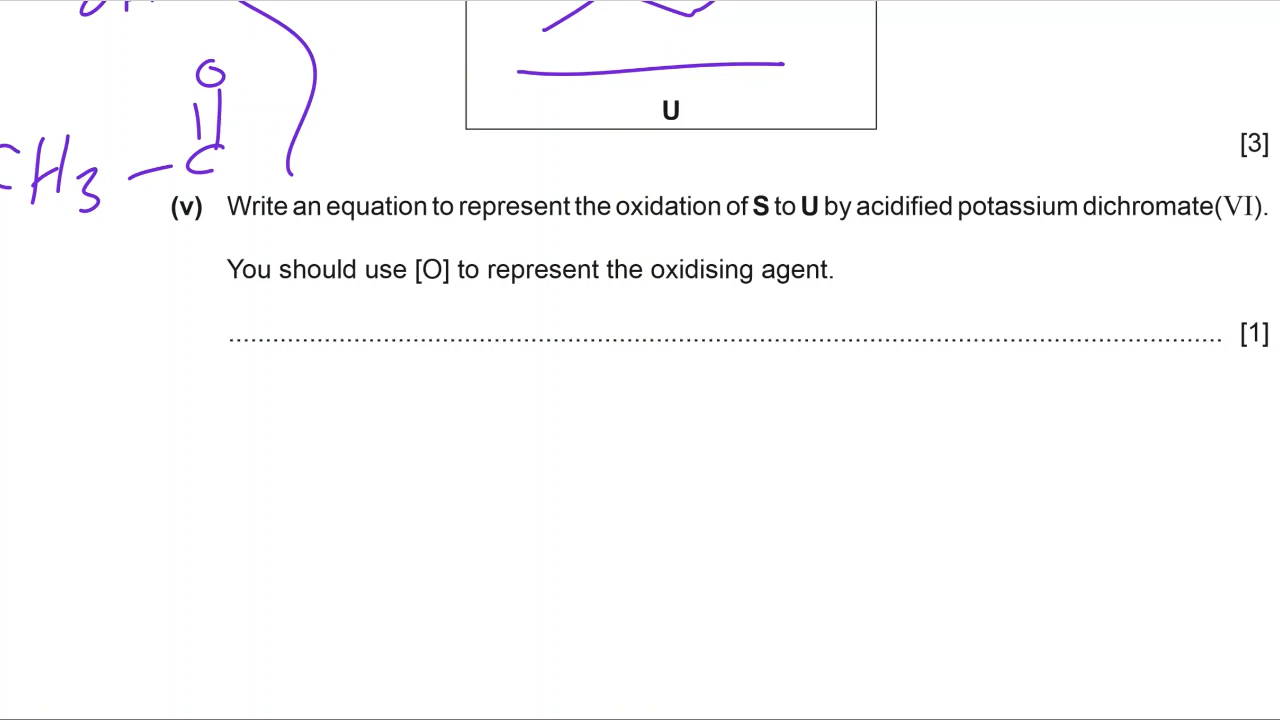 O
CH3 - C
U
[3]
(v) Write an equation to represent the oxidation of S to U by acidified potassium dichromate(VI).
You should use [O] to represent the oxidising agent.
.......................................................................................................................................... [1]